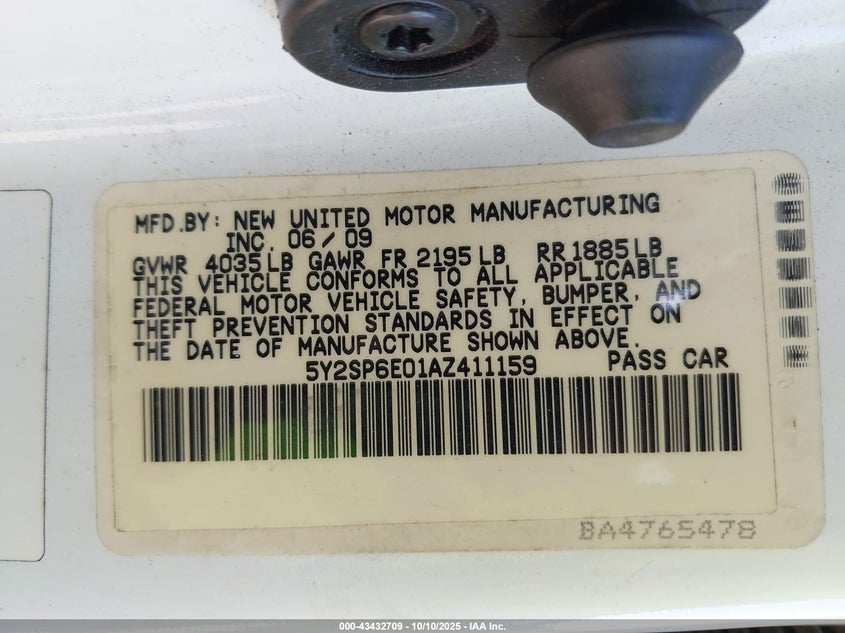 MFD.BY: NEW UNITED MOTOR MANUFACTURING
INC. 06/09
GVWR 4035LB GAWR FR 2195LB RR1885LB
THIS VEHICLE CONFORMS TO ALL APPLICABLE
FEDERAL MOTOR VEHICLE SAFETY, BUMPER, AND
THEFT PREVENTION STANDARDS IN EFFECT ON
THE DATE OF MANUFACTURE SHOWN ABOVE.
5Y2SP6E01AZ411159 PASS CAR
BA4765478
000-43432709 - 10/10/2025 - IAA Inc.